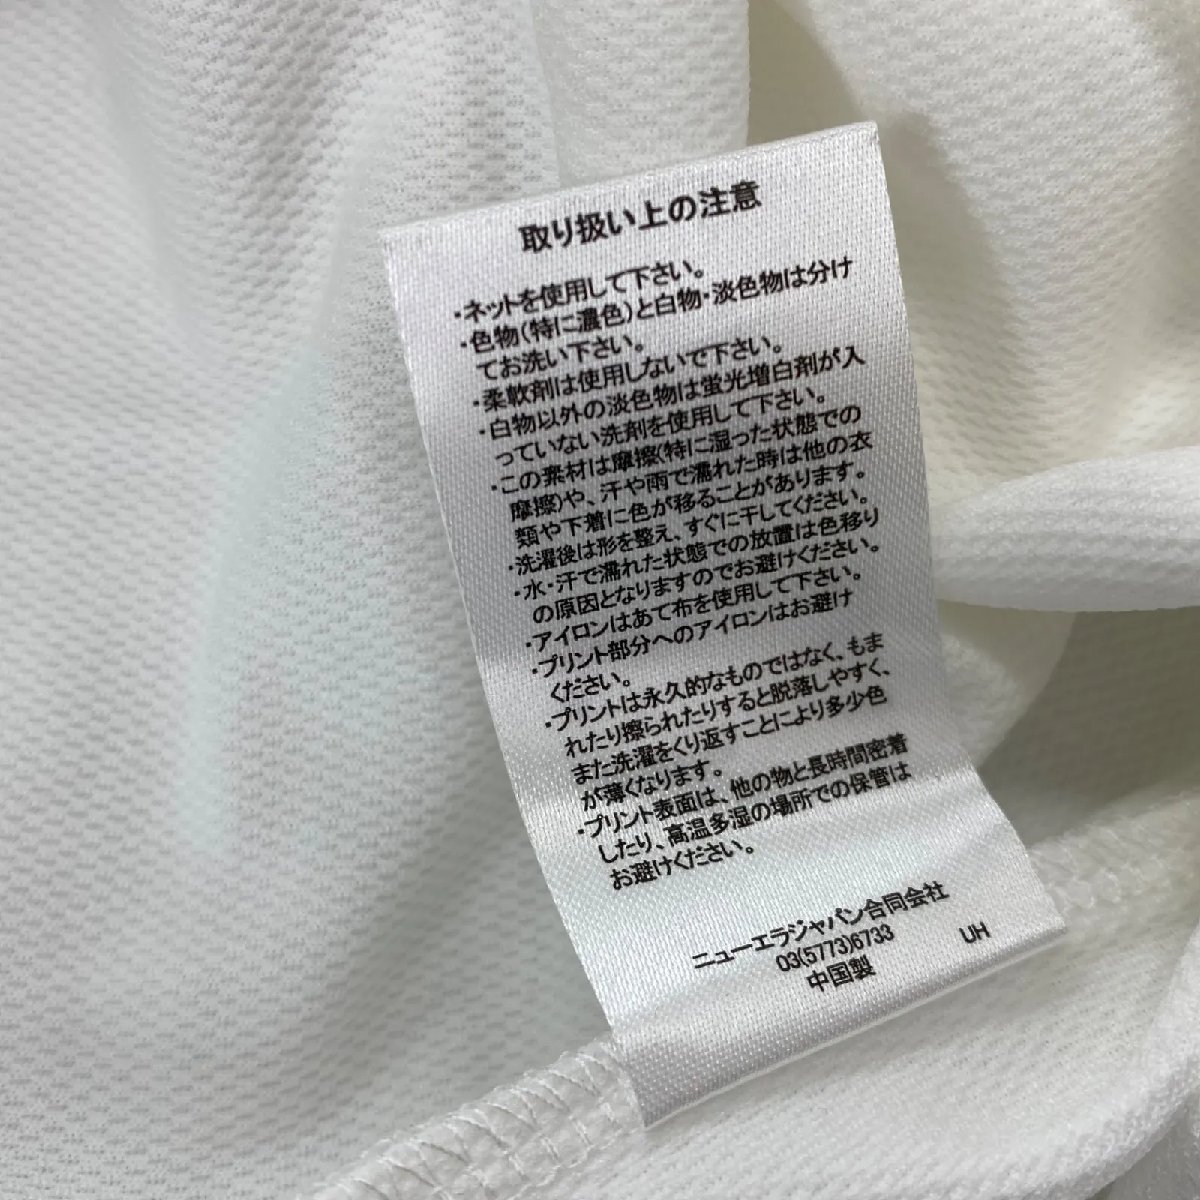 取り扱い上の注意
・ネットを使用して下さい。
・色物(特に濃色)と白物・淡色物は分け
てお洗い下さい。
・柔軟剤は使用しないで下さい。
・白物以外の淡色物は蛍光増白剤が入
っていない洗剤を使用して下さい。
・この素材は摩擦(特に湿った状態での
摩擦)や、汗や雨で濡れた時は他の衣
類や下着に色が移ることがあります。
・洗濯後は形を整え、すぐに干してください。
・水・汗で濡れた状態での放置は色移り
の原因となりますのでお避けください。
・アイロンはあて布を使用して下さい。
・プリント部分へのアイロンはお避け
ください。
・プリントは永久的なものではなく、もま
れたり擦られたりすると脱落しやすく、
また洗濯をくり返すことにより多少色
が薄くなります。
・プリント表面は、他の物と長時間密着
したり、高温多湿の場所での保管は
お避けください。
ニューエラジャパン合同会社
03(5773)6733
UH
中国製